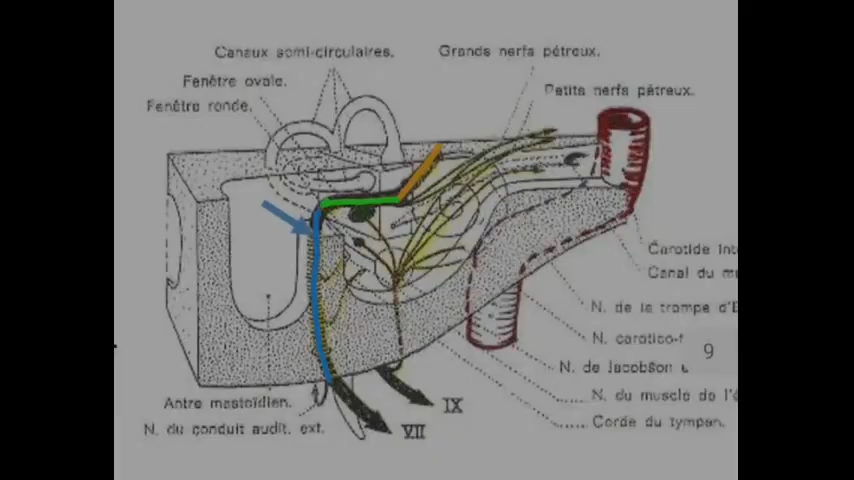 Canaux semi-circulaires.
Grands nerfs pétreux.
Fenêtre ovale.
Petits nerfs pétreux.
Fenêtre ronde.
Carotide int
Canal du m
N. de la trompe d'E
N. carotico-t
9
N. de Jacobson
N. du muscle de l'é
Corde du tympan.
Antre mastoïdien.
N. du conduit audit. ext.
IX
VII